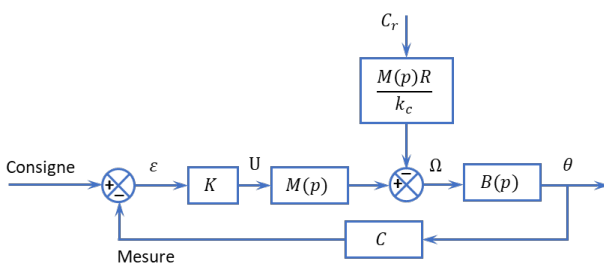 C_r
M(p)R
k_c
Consigne
+
−
ε
K
U
M(p)
+
−
Ω
B(p)
θ
C
Mesure